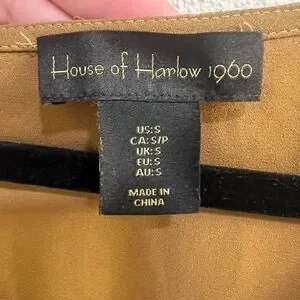 House of Harlow 1960
US: S
CA: S/P
UK: S
EU: S
AU: S
MADE IN
CHINA